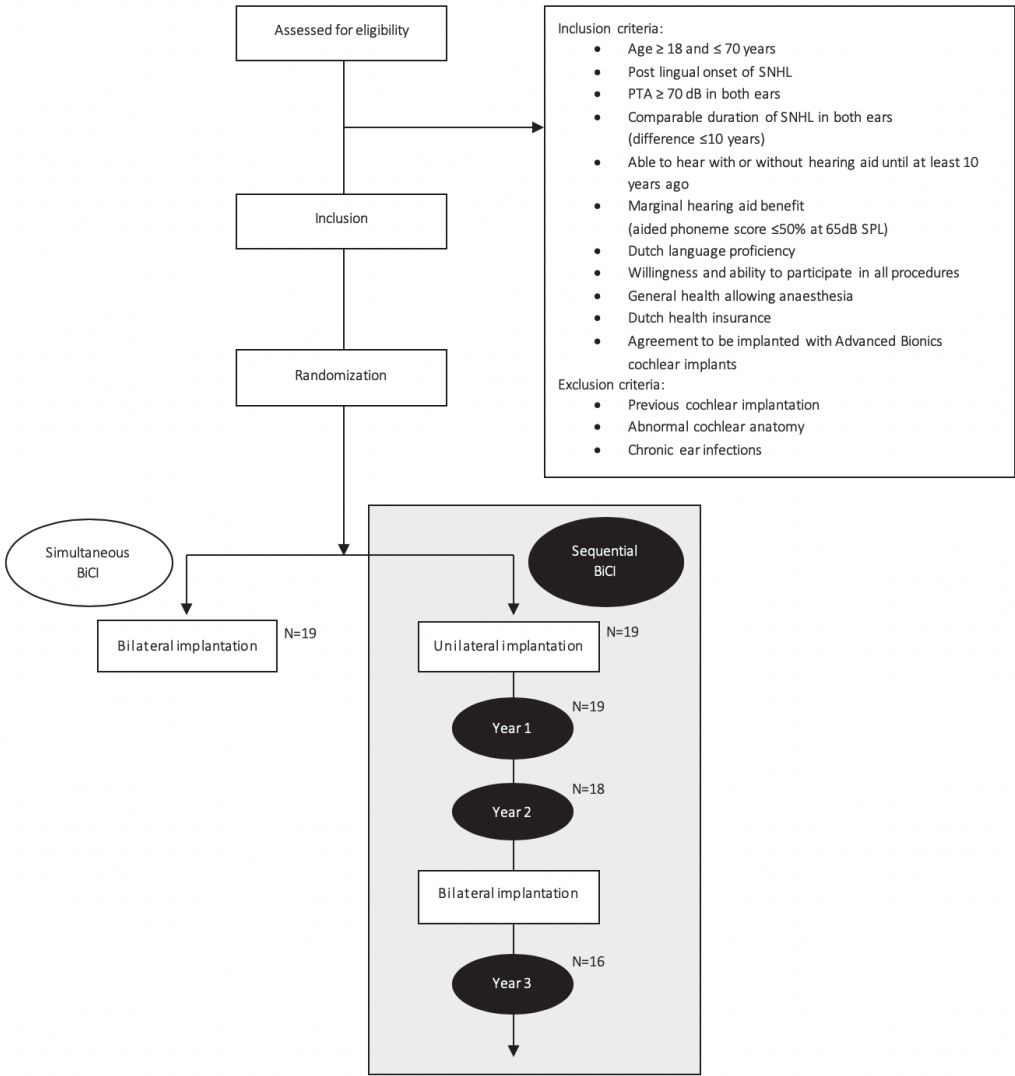 Assessed for eligibility
Inclusion criteria:
• Age ≥ 18 and ≤ 70 years
• Post lingual onset of SNHL
• PTA ≥ 70 dB in both ears
• Comparable duration of SNHL in both ears
(difference ≤10 years)
• Able to hear with or without hearing aid until at least 10
years ago
• Marginal hearing aid benefit
(aided phoneme score ≤50% at 65dB SPL)
• Dutch language proficiency
• Willingness and ability to participate in all procedures
• General health allowing anaesthesia
• Dutch health insurance
• Agreement to be implanted with Advanced Bionics
cochlear implants
Exclusion criteria:
• Previous cochlear implantation
• Abnormal cochlear anatomy
• Chronic ear infections
Inclusion
Randomization
Simultaneous
BiCI
Bilateral implantation
N=19
Sequential
BiCI
Unilateral implantation
N=19
Year 1
N=19
Year 2
N=18
Bilateral implantation
Year 3
N=16